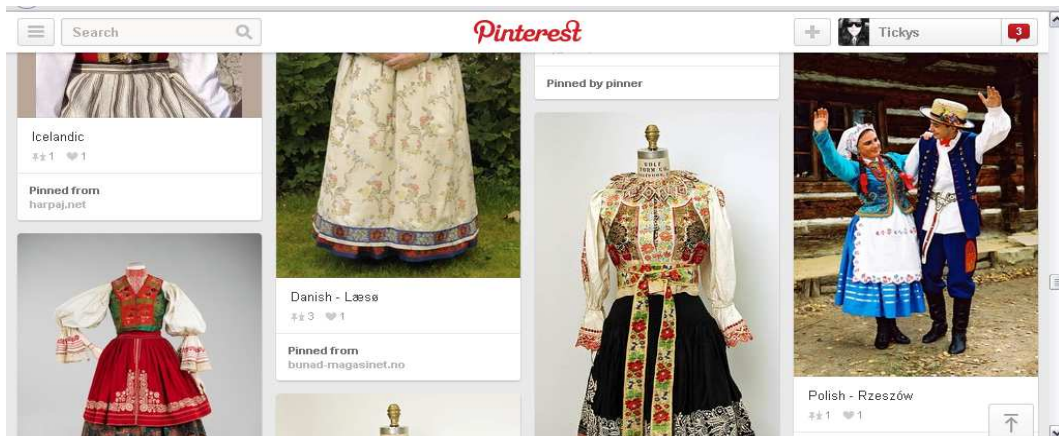 Search
Pinterest
Tickys
3
Icelandic
1 1
Pinned from
harpaj.net
Danish - Læsø
3 1
Pinned from
bunad-magasinet.no
Pinned by pinner
Polish - Rzeszów
1 1